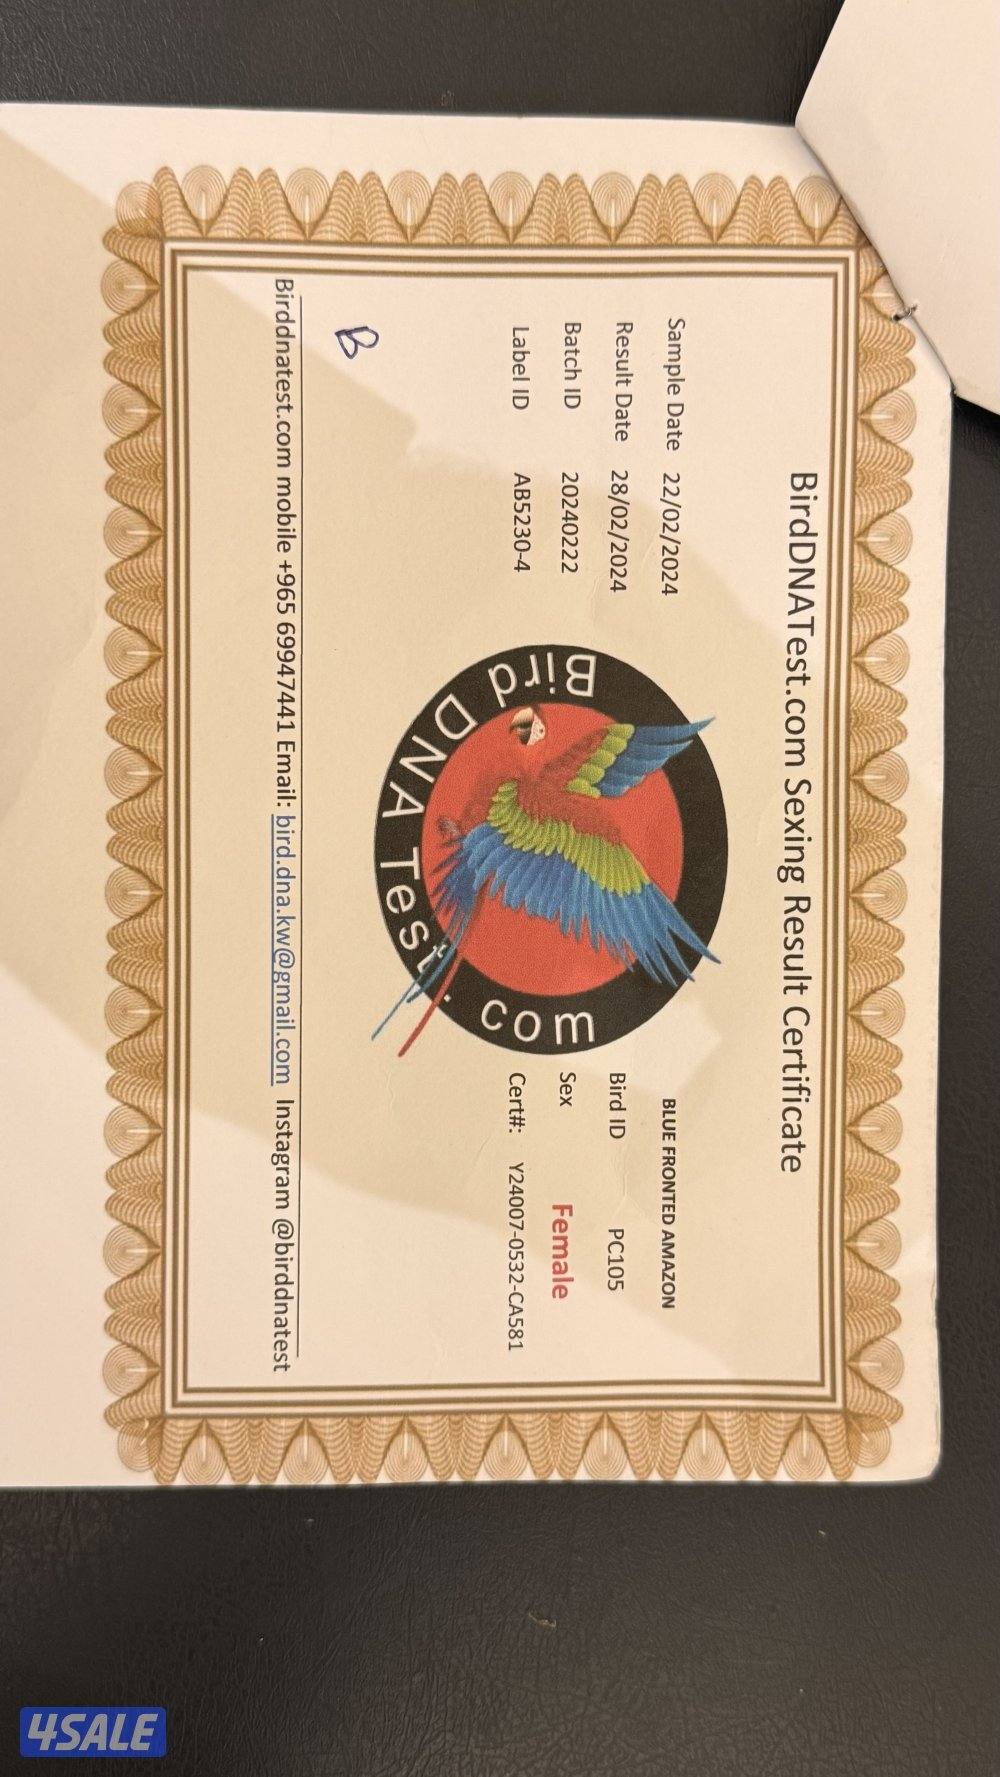 BirdDNATest.com Sexing Result Certificate
Sample Date 22/02/2024
Result Date 28/02/2024
Batch ID 20240222
Label ID AB5230-4
Bird DNA Test.com
BLUE FRONTED AMAZON
Bird ID PC105
Sex Female
Cert#: Y24007-0532-CA581
B
Birddnatest.com mobile +965 69947441 Email: bird.dna.kw@gmail.com Instagram @birddnatest
4SALE